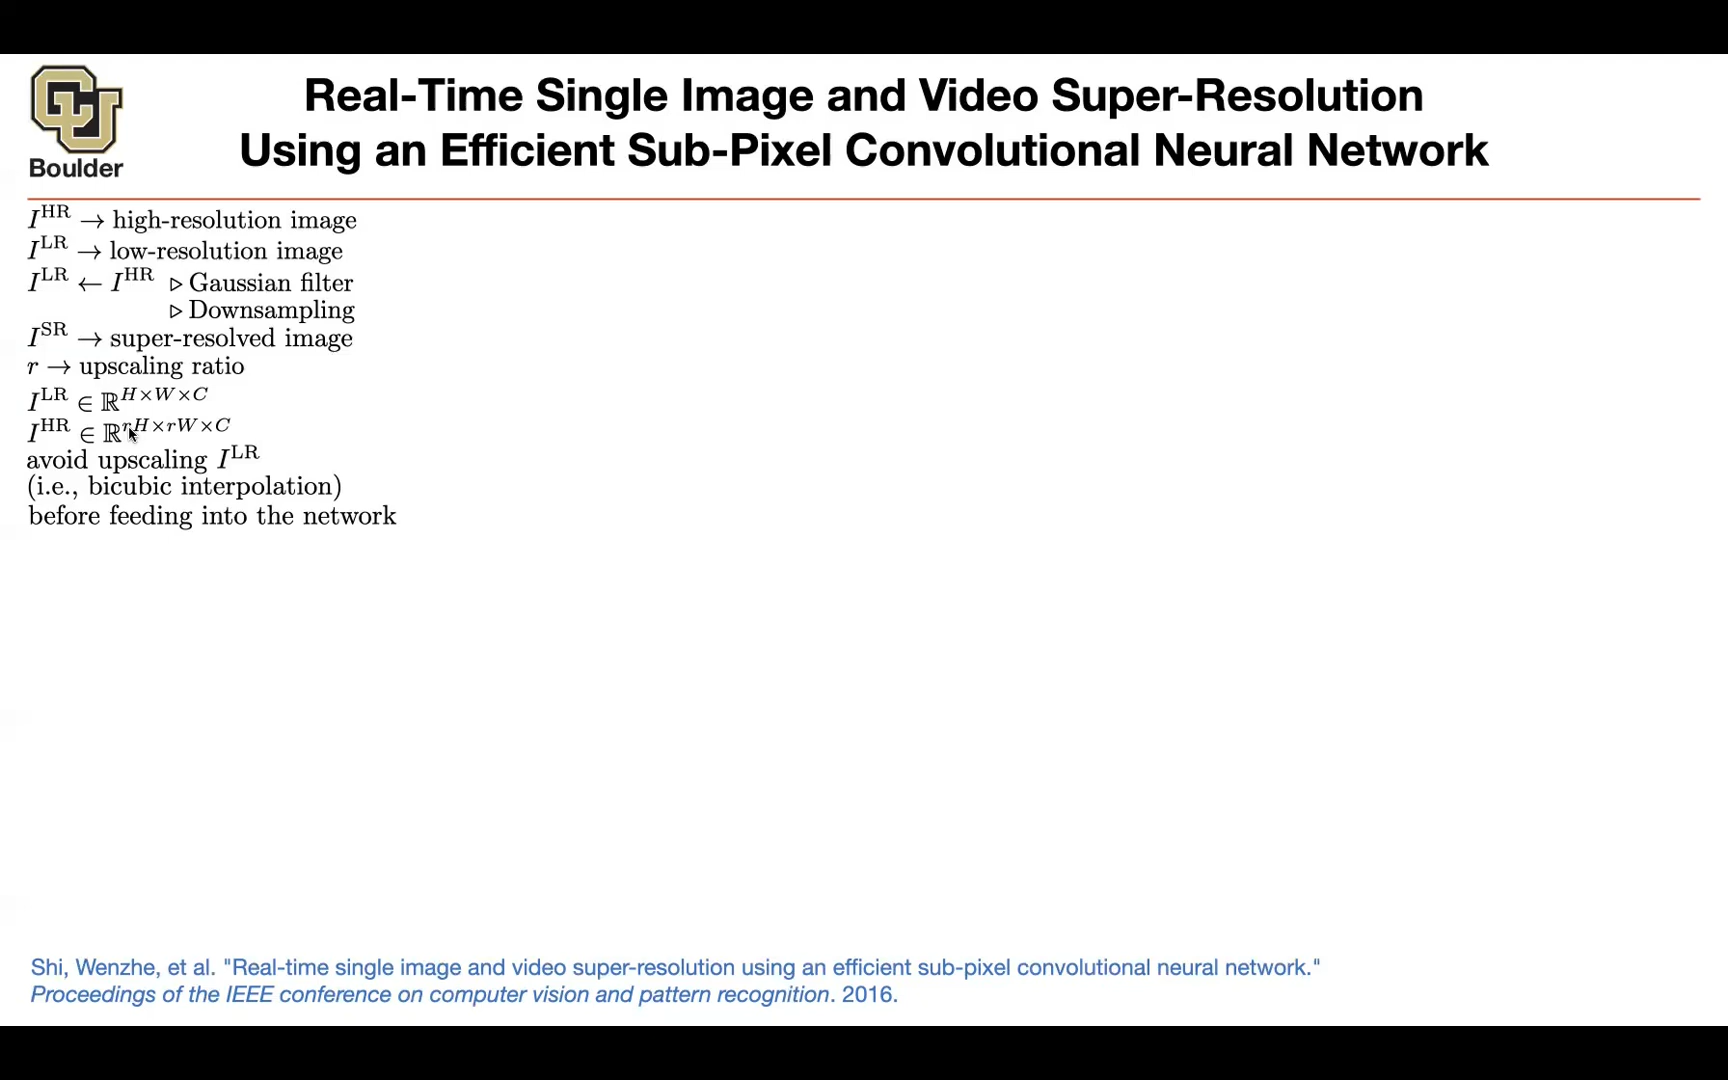 Boulder
Real-Time Single Image and Video Super-Resolution
Using an Efficient Sub-Pixel Convolutional Neural Network
I^HR → high-resolution image
I^LR → low-resolution image
I^LR ← I^HR ▷ Gaussian filter
▷ Downsampling
I^SR → super-resolved image
r → upscaling ratio
I^LR ∈ ℝ^{H×W×C}
I^HR ∈ ℝ^{rH×rW×C}
avoid upscaling I^LR
(i.e., bicubic interpolation)
before feeding into the network
Shi, Wenzhe, et al. "Real-time single image and video super-resolution using an efficient sub-pixel convolutional neural network."
Proceedings of the IEEE conference on computer vision and pattern recognition. 2016.